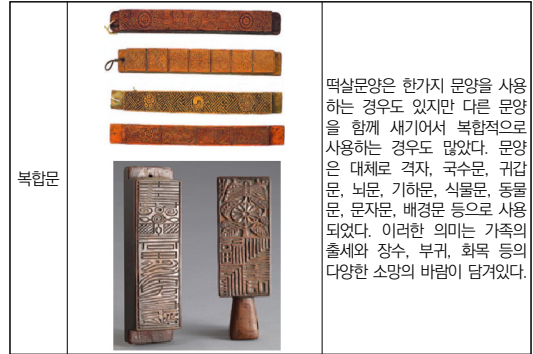 복합문
떡살문양은 한가지 문양을 사용
하는 경우도 있지만 다른 문양
을 함께 새기어서 복합적으로
사용하는 경우도 많았다. 문양
은 대체로 격자, 국수문, 귀갑
문, 뇌문, 기하문, 식물문, 동물
문, 문자문, 배경문 등으로 사용
되었다. 이러한 의미는 가족의
출세와 장수, 부귀, 화목 등의
다양한 소망의 바람이 담겨있다.